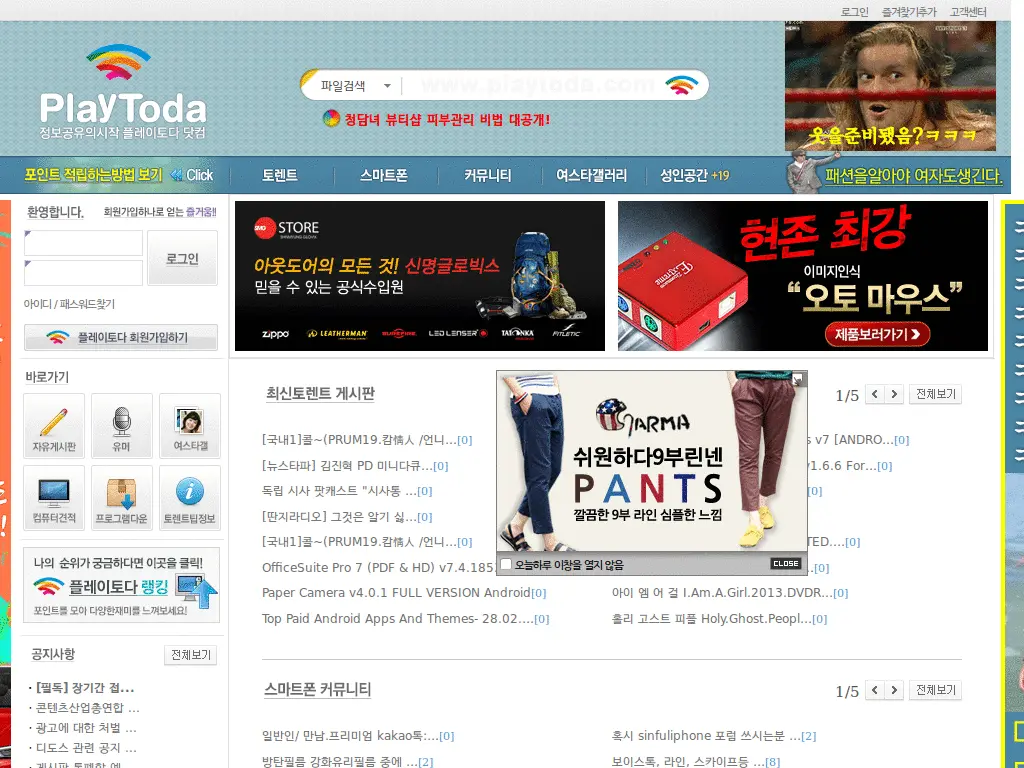 로그인 즐겨찾기추가 고객센터
PlayToda
정보공유의시작 플레이토다 닷컴
파일검색 www.playtoda.com
청담녀 뷰티샵 피부관리 비법 대공개!
옷을준비됐음?ㅋㅋㅋ
포인트 적립하는방법 보기 Click
토렌트 스마트폰 커뮤니티 여스타갤러리 성인공간 +19
패션을알아야 여자도생긴다.
환영합니다. 회원가입하나로 얻는 즐거움!!
로그인
아이디 / 패스워드찾기
플레이토다 회원가입하기
STORE
아웃도어의 모든 것! 신명글로빅스
믿을 수 있는 공식수입원
zippo LEATHERMAN SUREFIRE LED LENSER TATONKA FITLETIC
현존 최강
이미지인식
“오토 마우스”
제품보러가기
바로가기
자유게시판 유머 여스타갤
컴퓨터견적 프로그램다운 토렌트팁정보
나의 순위가 궁금하다면 이곳을 클릭!
플레이토다 랭킹
포인트를 모아 다양한재미를 느껴보세요!
공지사항 전체보기
· [필독] 장기간 접...
· 콘텐츠산업총연합 ...
· 광고에 대한 처벌 ...
· 디도스 관련 공지 ...
최신토렌트 게시판 1/5 전체보기
[국내1]콜~(PRUM19.캄情人 /언니...[0]
s v7 [ANDRO...[0]
[뉴스타파] 김진혁 PD 미니다큐...[0]
v1.6.6 For...[0]
독립 시사 팟캐스트 "시사통 ...[0]
[0]
[딴지라디오] 그것은 알기 싫...[0]
[국내1]콜~(PRUM19.캄情人 /언니...[0]
TED....[0]
OfficeSuite Pro 7 (PDF & HD) v7.4.185
...[0]
Paper Camera v4.0.1 FULL VERSION Android[0]
아이 엠 어 걸 I.Am.A.Girl.2013.DVDR...[0]
Top Paid Android Apps And Themes- 28.02....[0]
홀리 고스트 피플 Holy.Ghost.Peopl...[0]
ARMA
쉬원하다9부린넨
PANTS
깔끔한 9부 라인 심플한 느낌
오늘하루 이창을 열지 않음 CLOSE
스마트폰 커뮤니티 1/5 전체보기
일반인/ 만남.프리미엄 kakao톡:...[0]
혹시 sinfuliphone 포럼 쓰시는분 ...[2]
방탄필름 강화유리필름 중에 ...[2]
보이스톡, 라인, 스카이프등 ...[8]